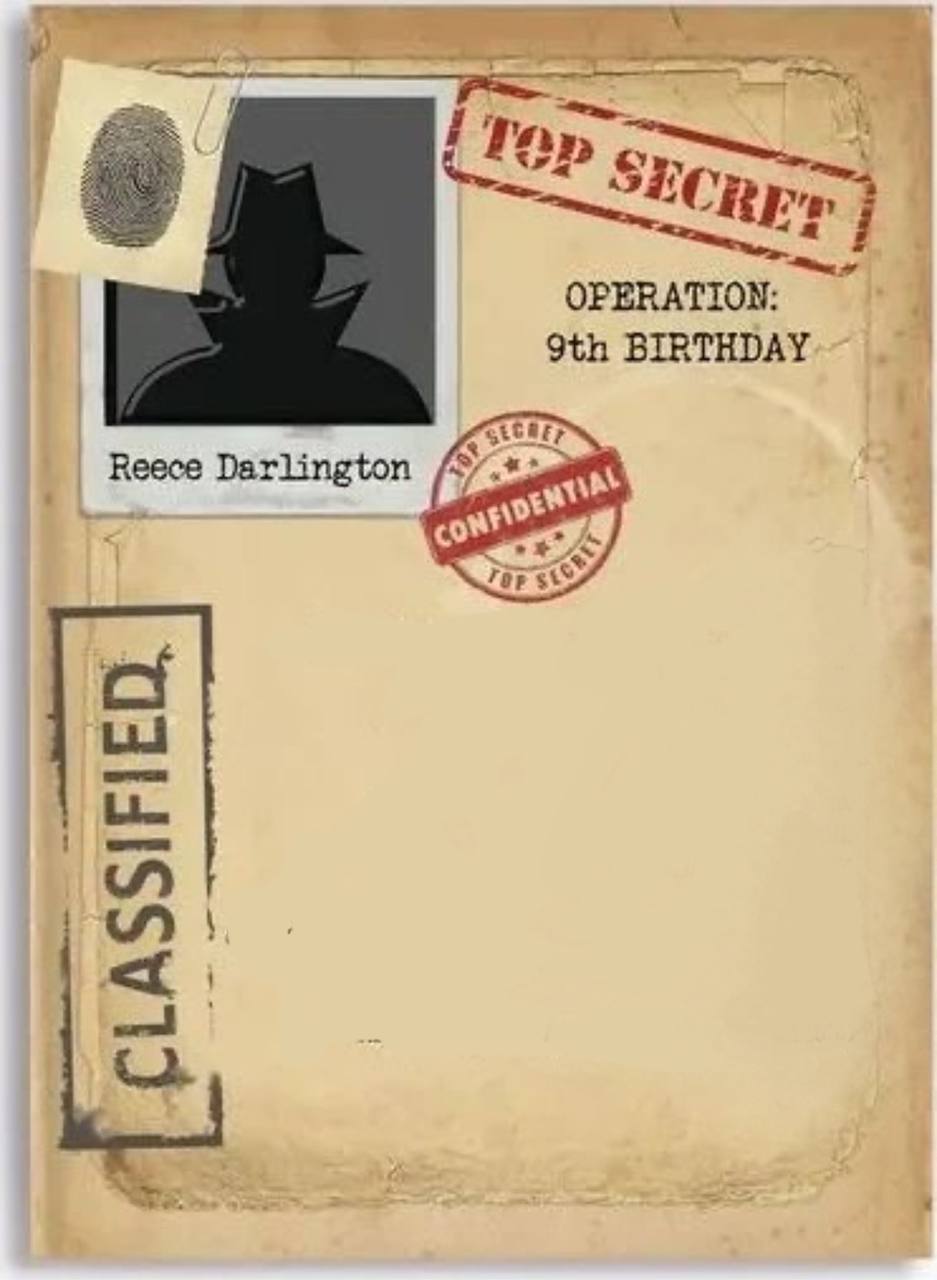 TOP SECRET
OPERATION:
9th BIRTHDAY
Reece Darlington
TOP SECRET
CONFIDENTIAL
TOP SECRET
CLASSIFIED